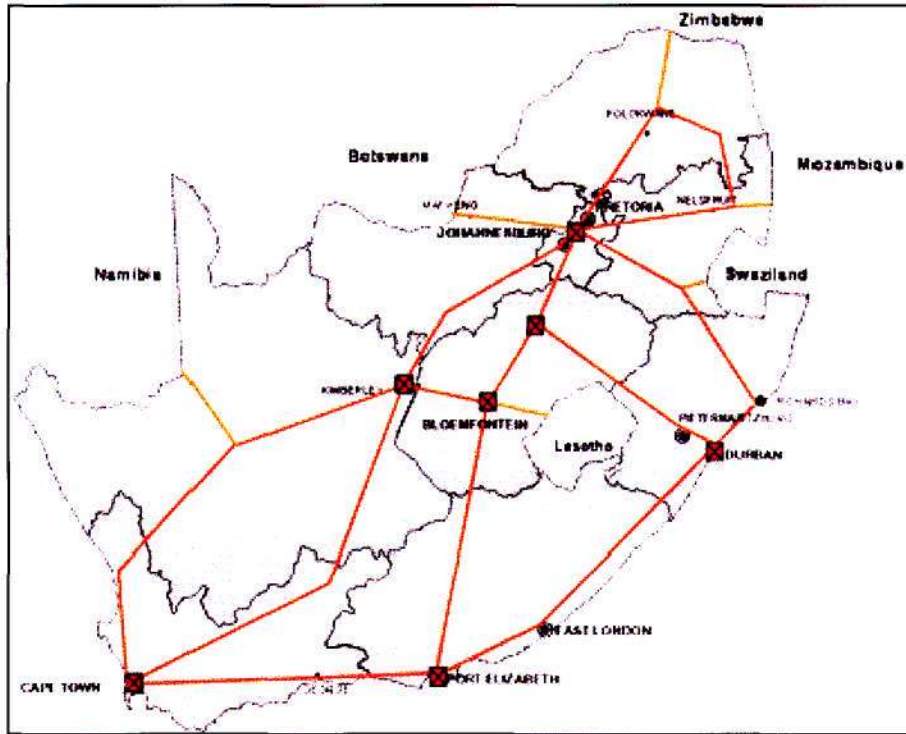 Zimbabwe
POLOKWANE
Botswana
Mozambique
PRETORIA
NELSPRUIT
JOHANNESBURG
Namibia
Swaziland
KIMBERLEY
BLOEMFONTEIN
Lesotho
DURBAN
EAST LONDON
CAPE TOWN
PORT ELIZABETH